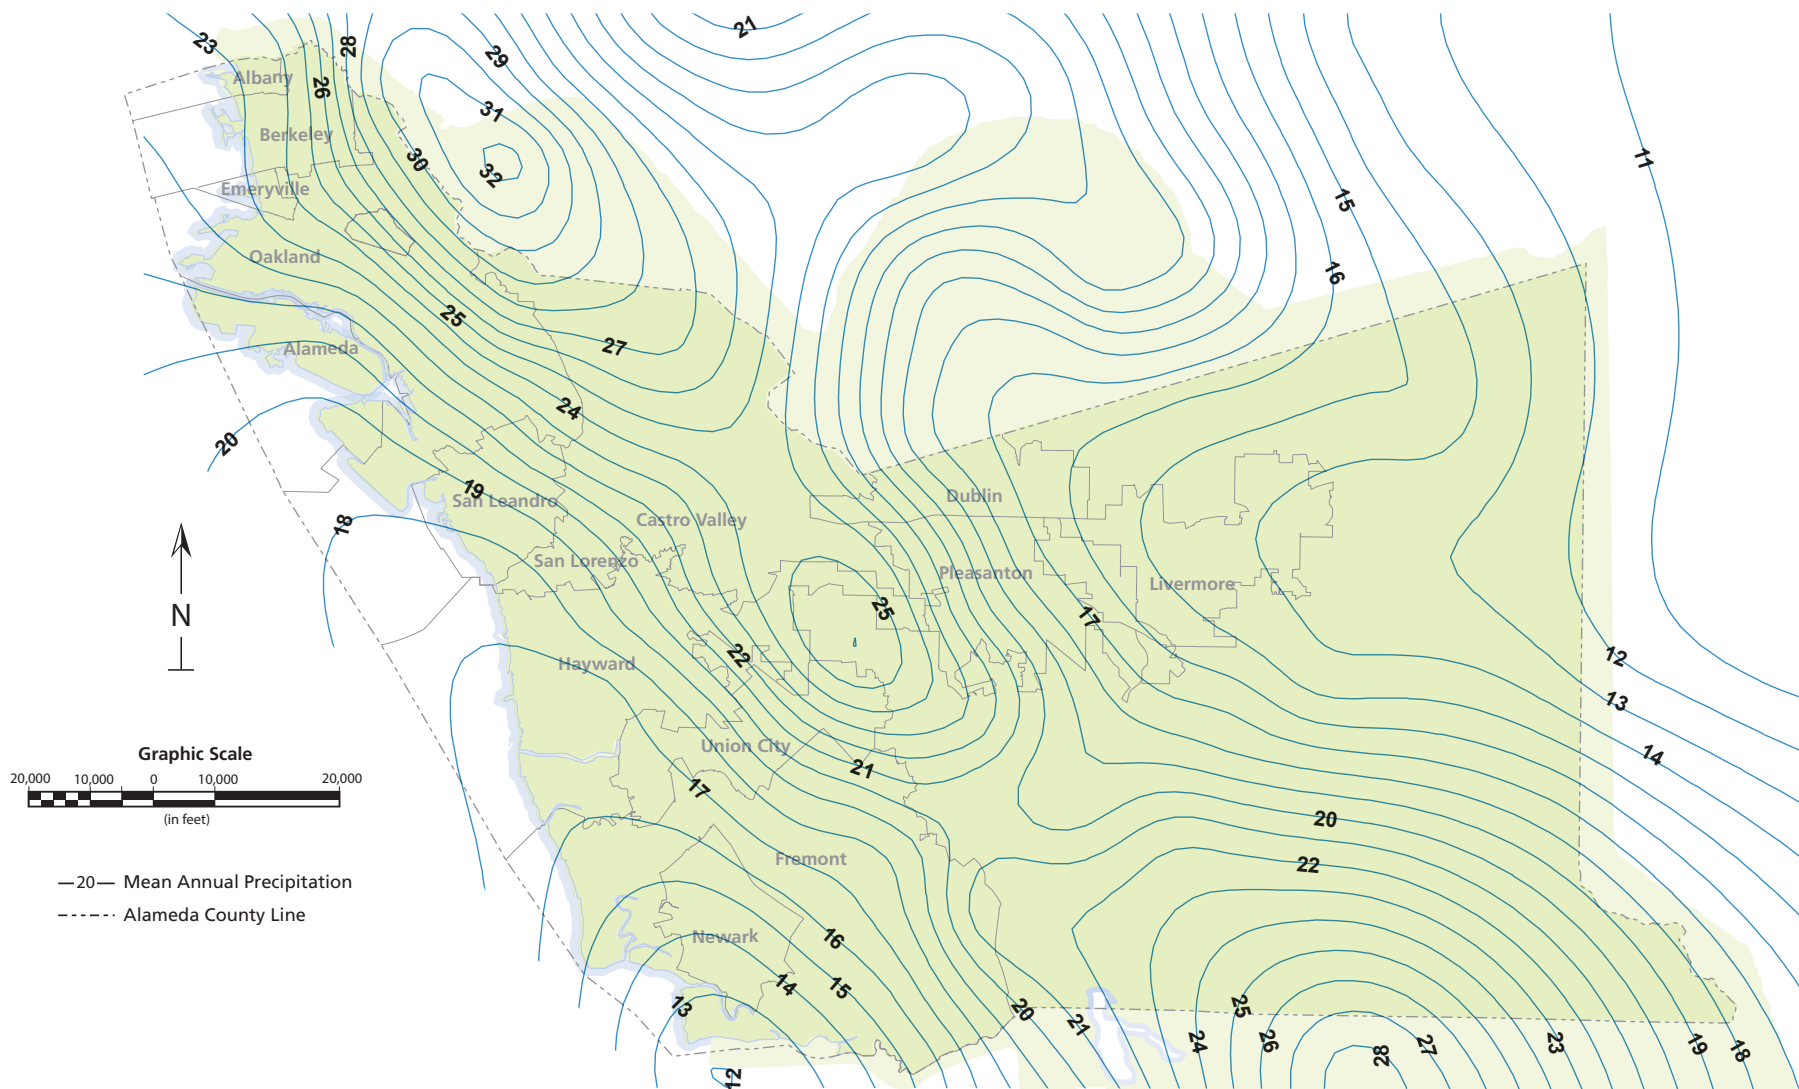 21
23
28
29
Albany
26
31
Berkeley
30
32
11
Emeryville
15
Oakland
16
25
27
Alameda
24
20
19
San Leandro
Dublin
18
Castro Valley
San Lorenzo
Pleasanton
Livermore
25
17
N
22
Hayward
12
13
Union City
14
21
Graphic Scale
20,000 10,000 0 10,000 20,000
(in feet)
17
20
Fremont
22
—20— Mean Annual Precipitation
Alameda County Line
Newark
16
14
15
13
20
25
21
24
26
28
27
23
19
18
12